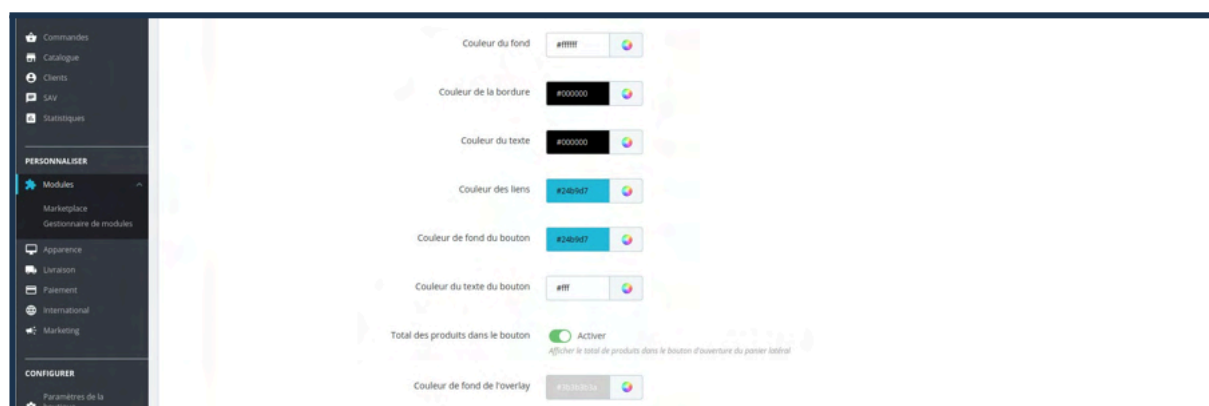 Commandes
Catalogue
Clients
SAV
Statistiques
PERSONNALISER
Modules
Marketplace
Gestionnaire de modules
Apparence
Livraison
Paiement
International
Marketing
CONFIGURER
Paramètres de la
Couleur du fond #ffffff
Couleur de la bordure #000000
Couleur du texte #000000
Couleur des liens #24b9d7
Couleur de fond du bouton #24b9d7
Couleur du texte du bouton #fff
Total des produits dans le bouton Activer
Afficher le total de produits dans le bouton d'ouverture du panier latéral
Couleur de fond de l'overlay